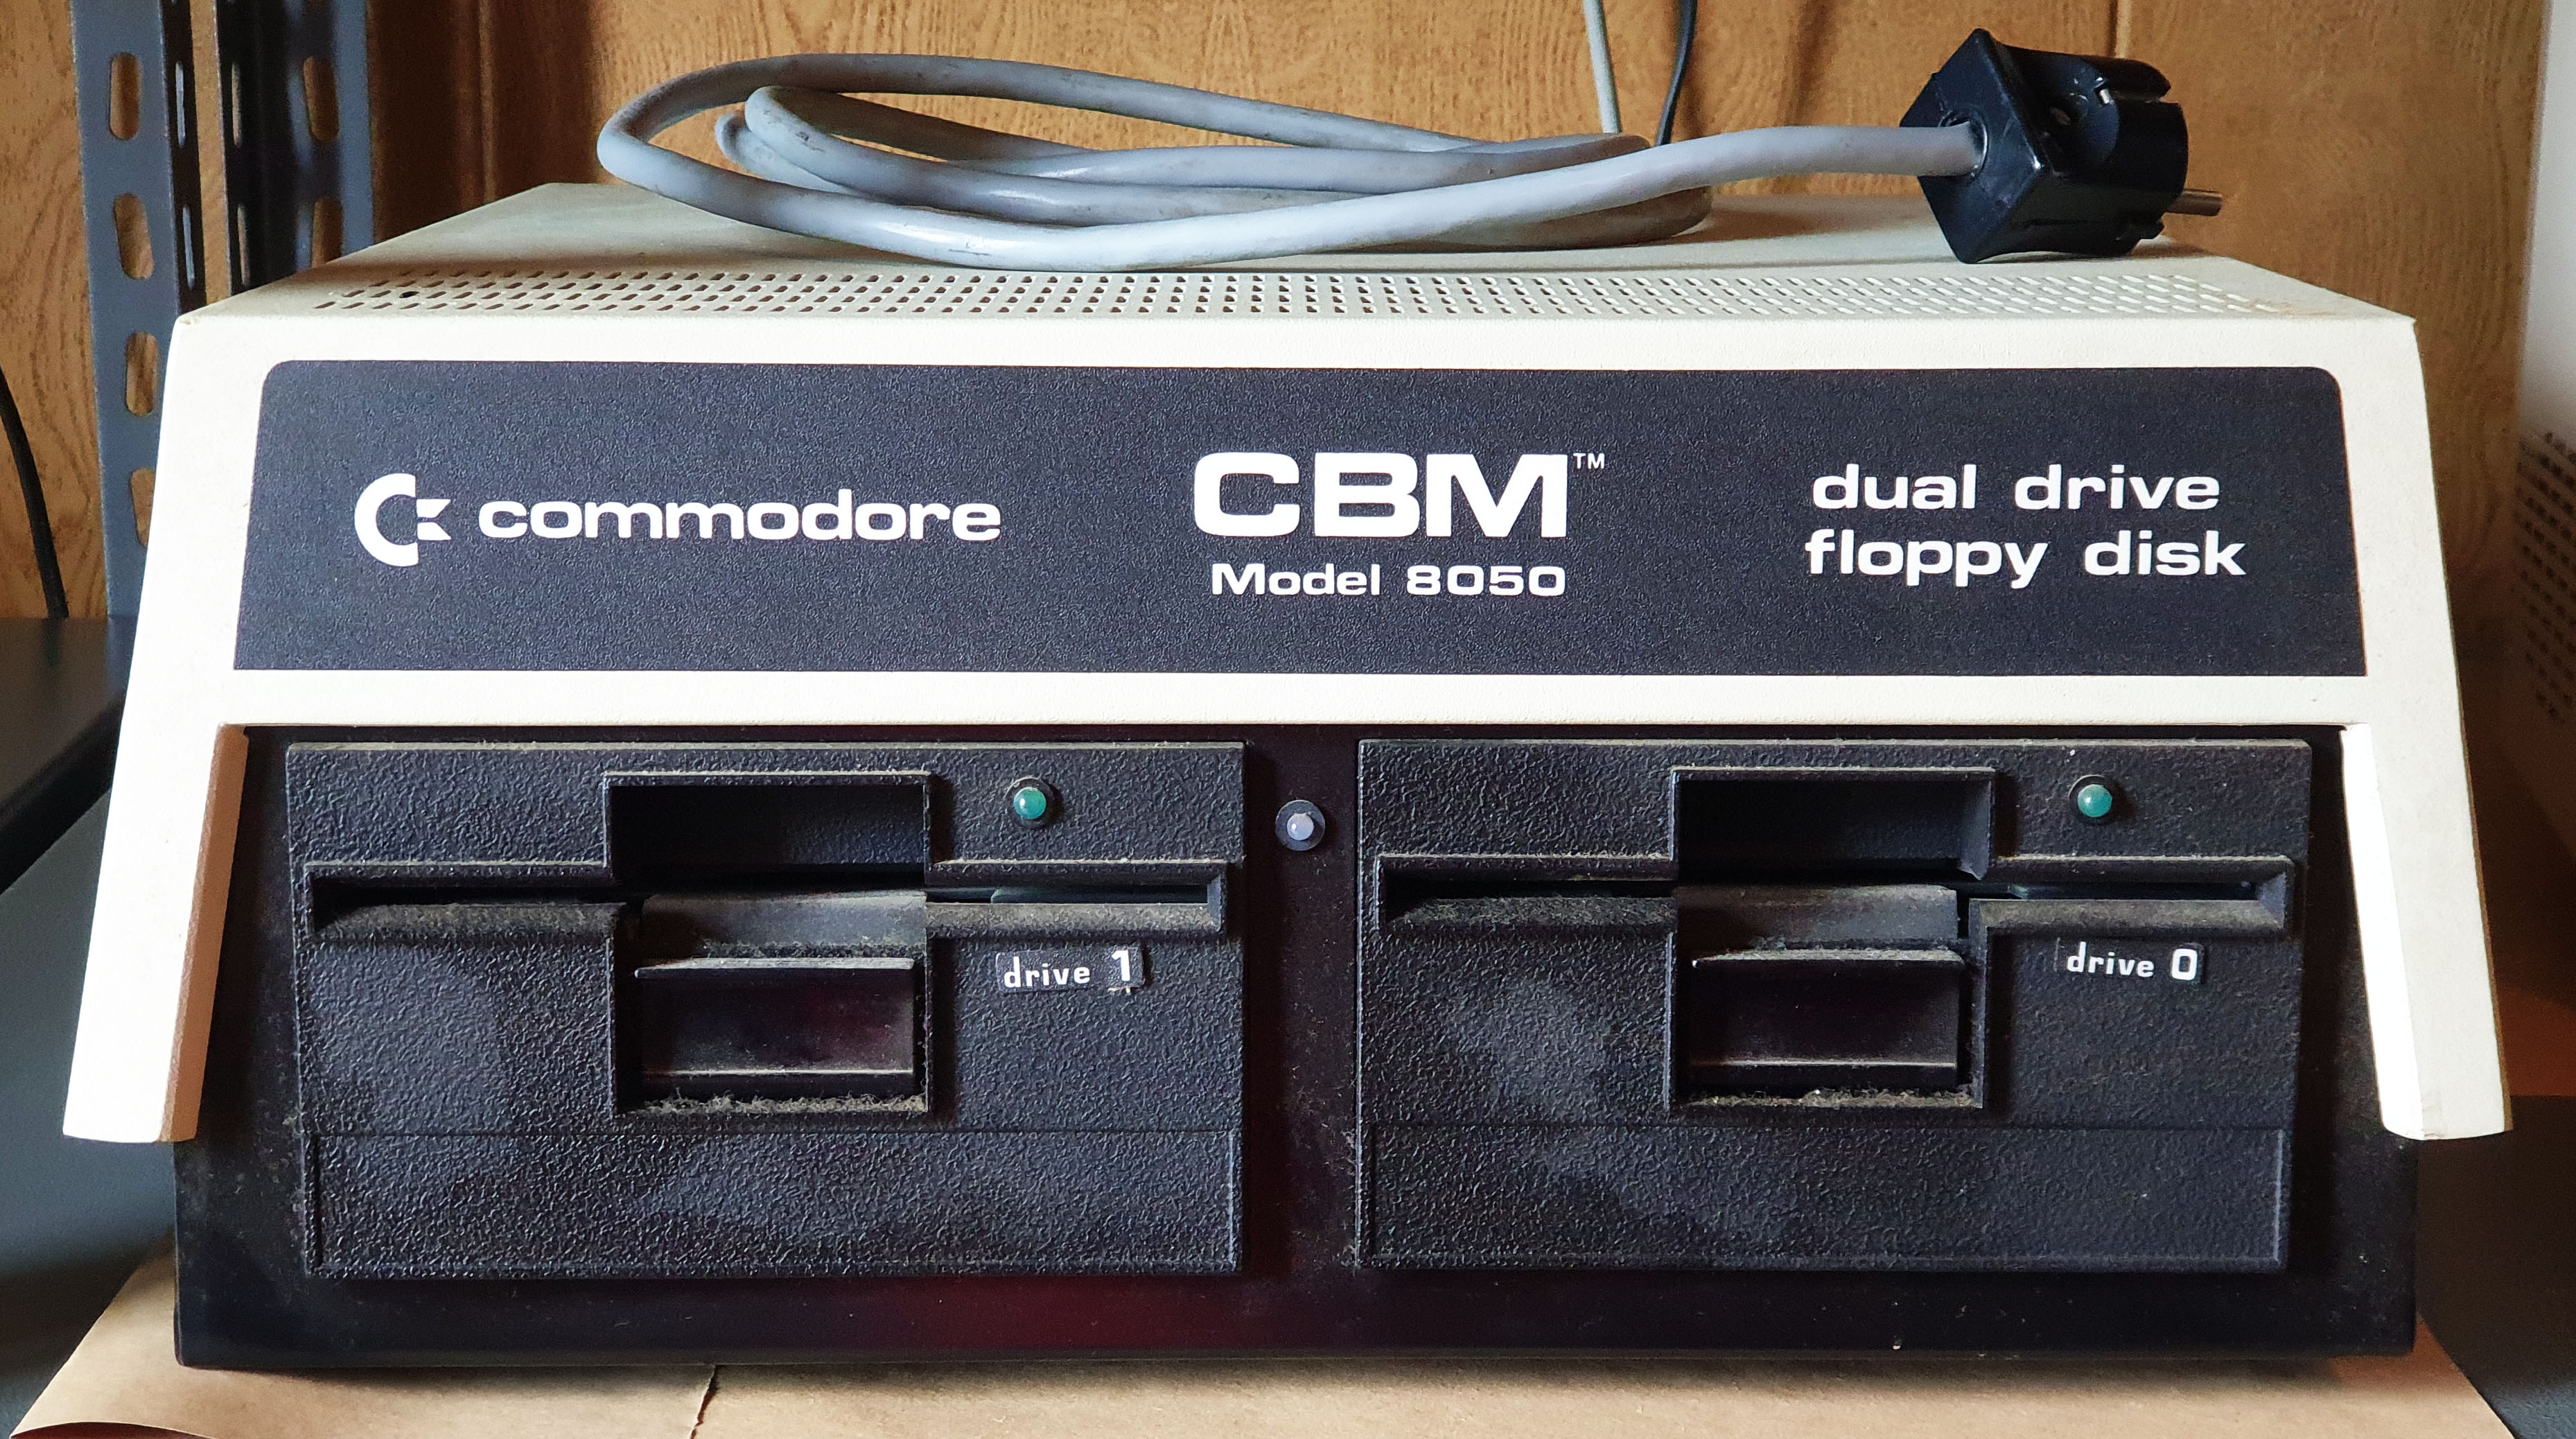 commodore
CBM™
Model 8050
dual drive
floppy disk
drive 1
drive 0